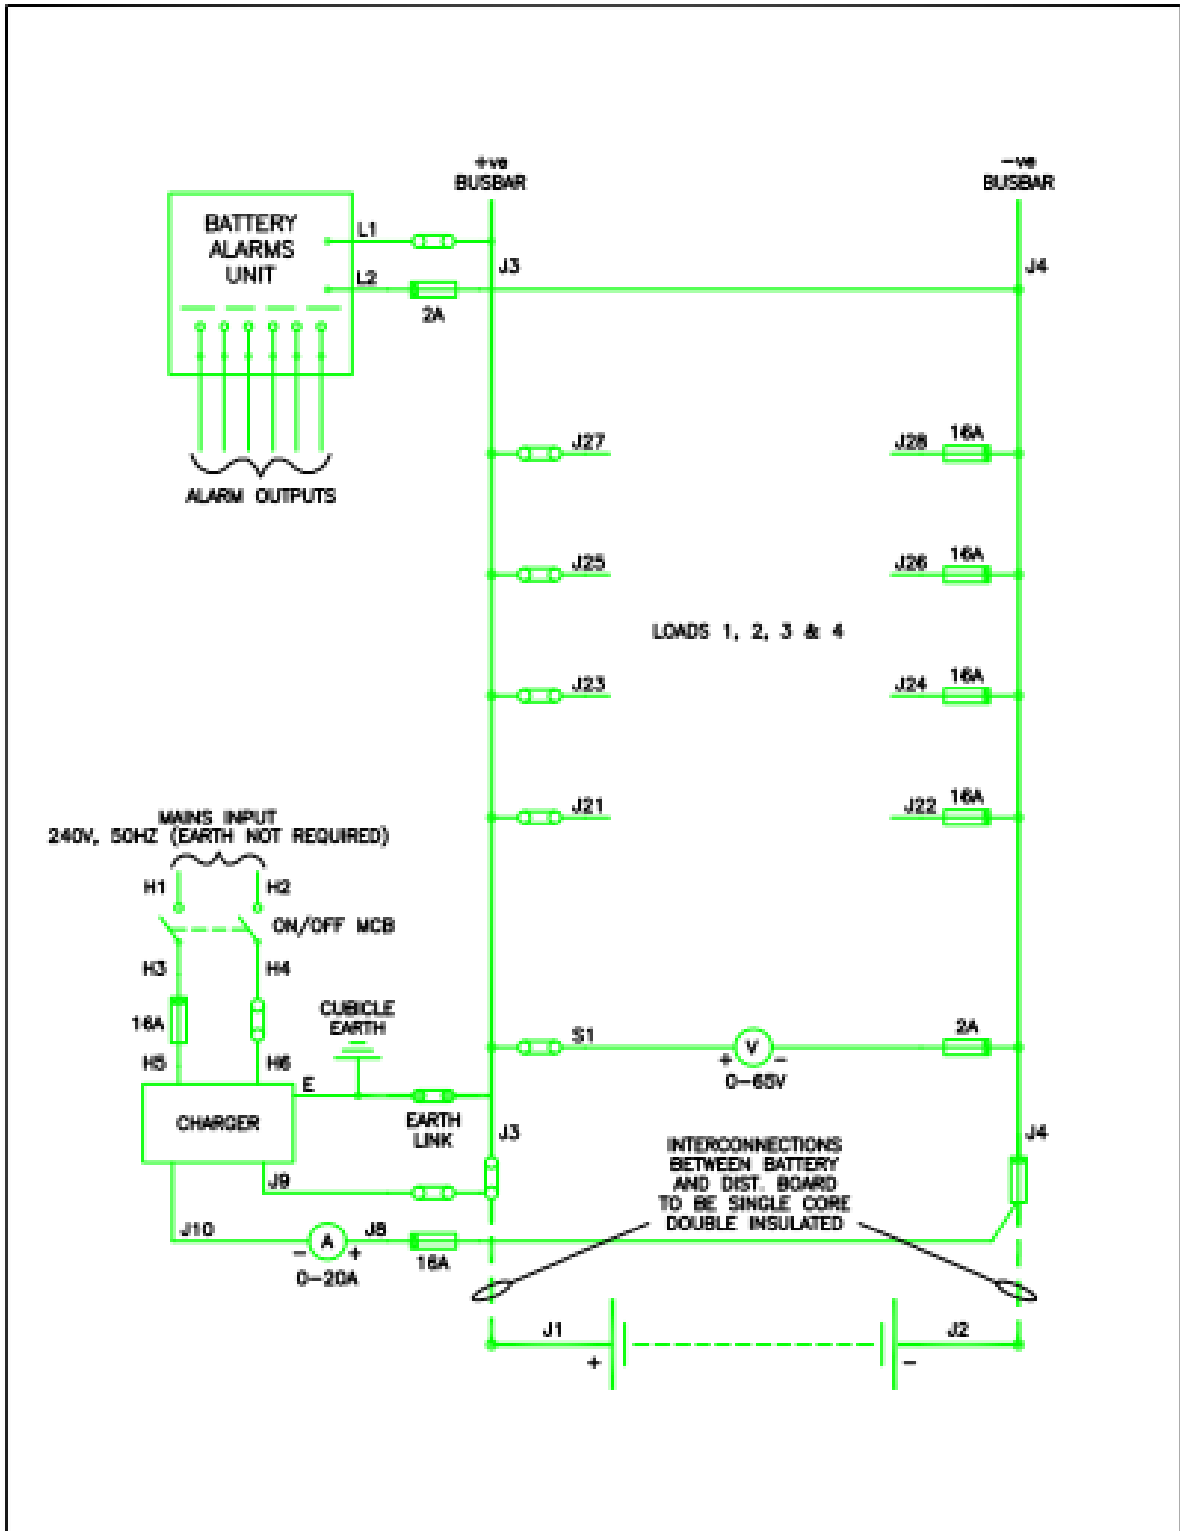 +ve
BUSBAR
-ve
BUSBAR
BATTERY
ALARMS
UNIT
L1
L2
2A
J3
J4
ALARM OUTPUTS
J27
J28
16A
J25
J26
16A
LOADS 1, 2, 3 & 4
J23
J24
16A
J21
J22
16A
MAINS INPUT
240V, 50HZ (EARTH NOT REQUIRED)
H1
H2
ON/OFF MCB
H3
H4
16A
H5
H6
CUBICLE
EARTH
S1
+ V -
0-65V
2A
E
CHARGER
EARTH
LINK
J3
J4
INTERCONNECTIONS
BETWEEN BATTERY
AND DIST. BOARD
TO BE SINGLE CORE
DOUBLE INSULATED
J9
J10
- A +
0-20A
J8
16A
J1
J2
+
-